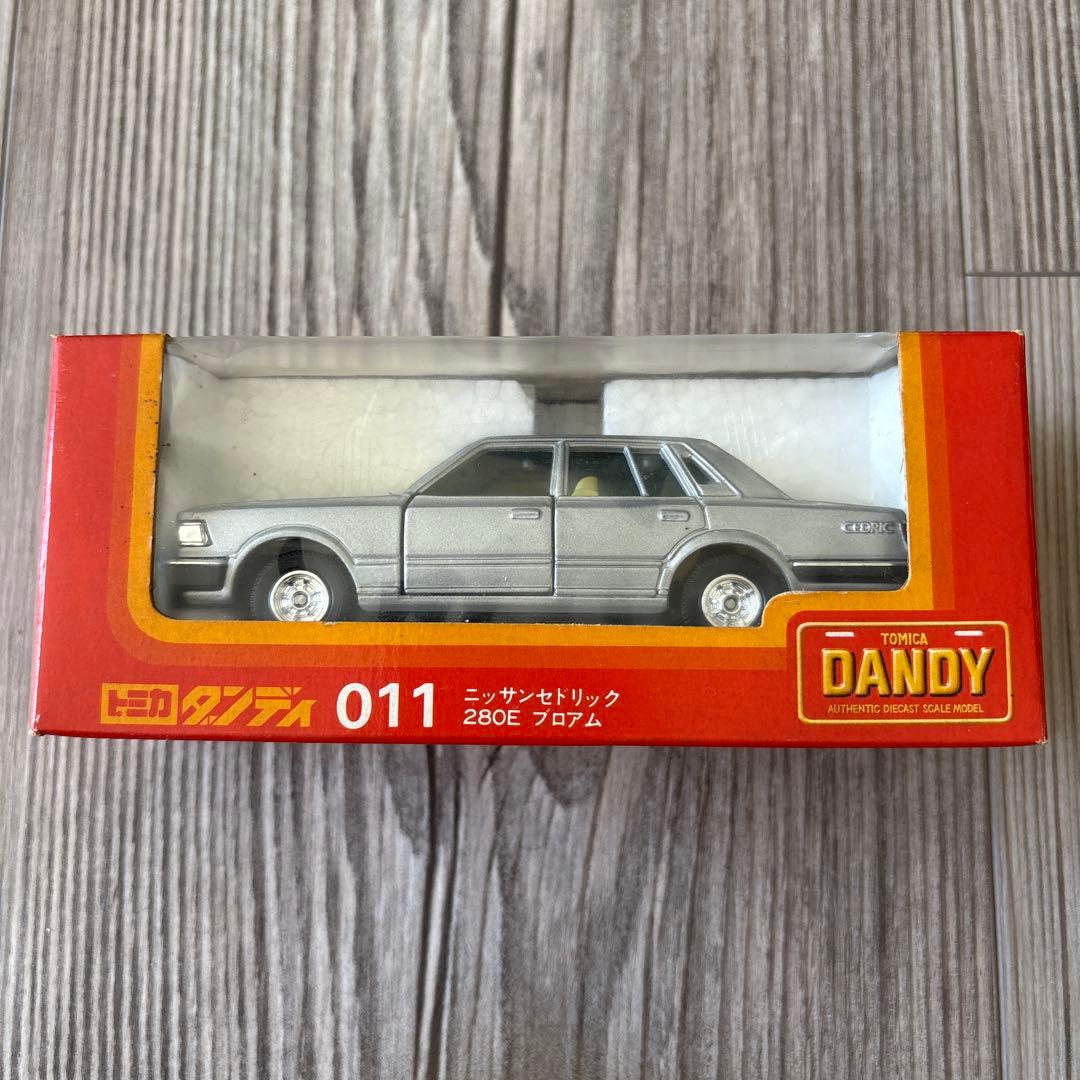 CEDRIC
TOMICA
DANDY
AUTHENTIC DIECAST SCALE MODEL
トミカ ダンディ 011 ニッサンセドリック
280E ブロアム